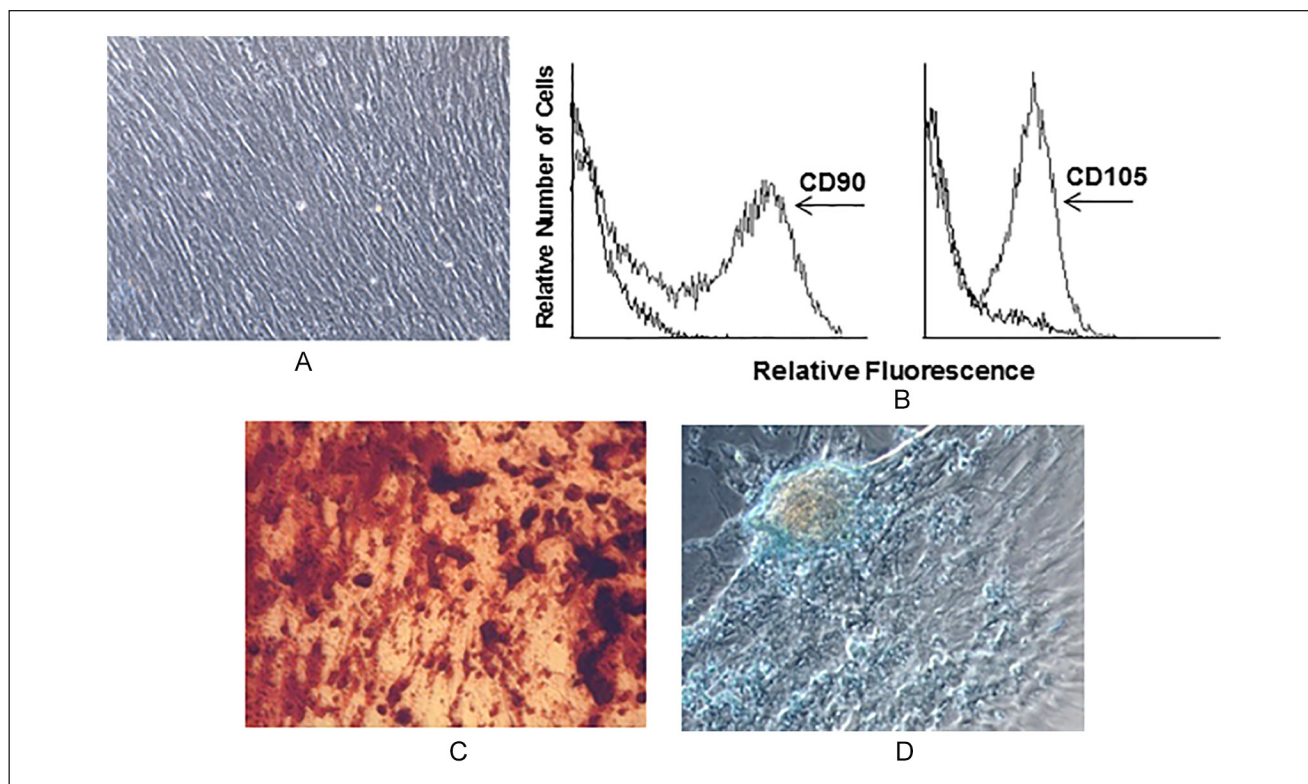 A
Relative Number of Cells
CD90
CD105
Relative Fluorescence
B
C
D